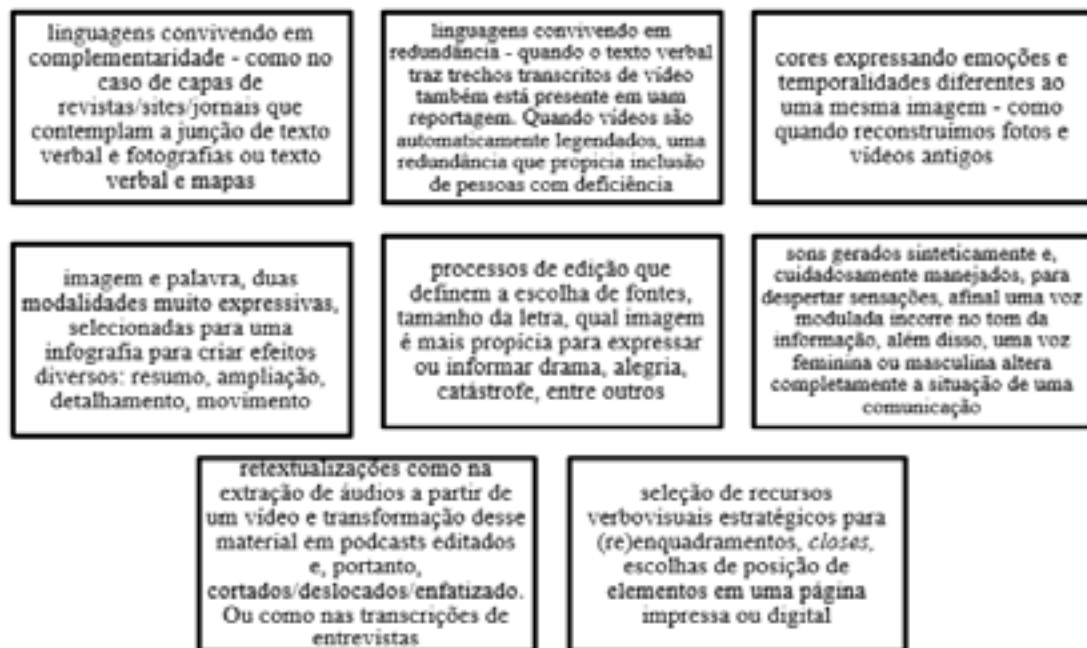 linguagens convivendo em
complementaridade - como no
caso de capas de
revistas/sites/jornais que
contemplam a junção de texto
verbal e fotografias ou texto
verbal e mapas
linguagens convivendo em
redundância - quando o texto verbal
traz trechos transcritos de vídeo
também está presente em uam
reportagem. Quando vídeos são
automaticamente legendados, uma
redundância que propicia inclusão
de pessoas com deficiência
cores expressando emoções e
temporalidades diferentes ao
uma mesma imagem - como
quando reconstruímos fotos e
vídeos antigos
imagem e palavra, duas
modalidades muito expressivas,
selecionadas para uma
infografia para criar efeitos
diversos: resumo, ampliação,
detalhamento, movimento
processos de edição que
definem a escolha de fontes,
tamanho da letra, qual imagem
é mais propícia para expressar
ou informar drama, alegria,
catástrofe, entre outros
sons gerados sinteticamente e,
cuidadosamente manejados, para
despertar sensações, afinal uma voz
modulada incorre no tom da
informação, além disso, uma voz
feminina ou masculina altera
completamente a situação de uma
comunicação
retextualizações como na
extração de áudios a partir de
um vídeo e transformação desse
material em podcasts editados
e, portanto,
cortados/deslocados/enfatizado.
Ou como nas transcrições de
entrevistas
seleção de recursos
verbovisuais estratégicos para
(re)enquadramentos, closes,
escolhas de posição de
elementos em uma página
impressa ou digital